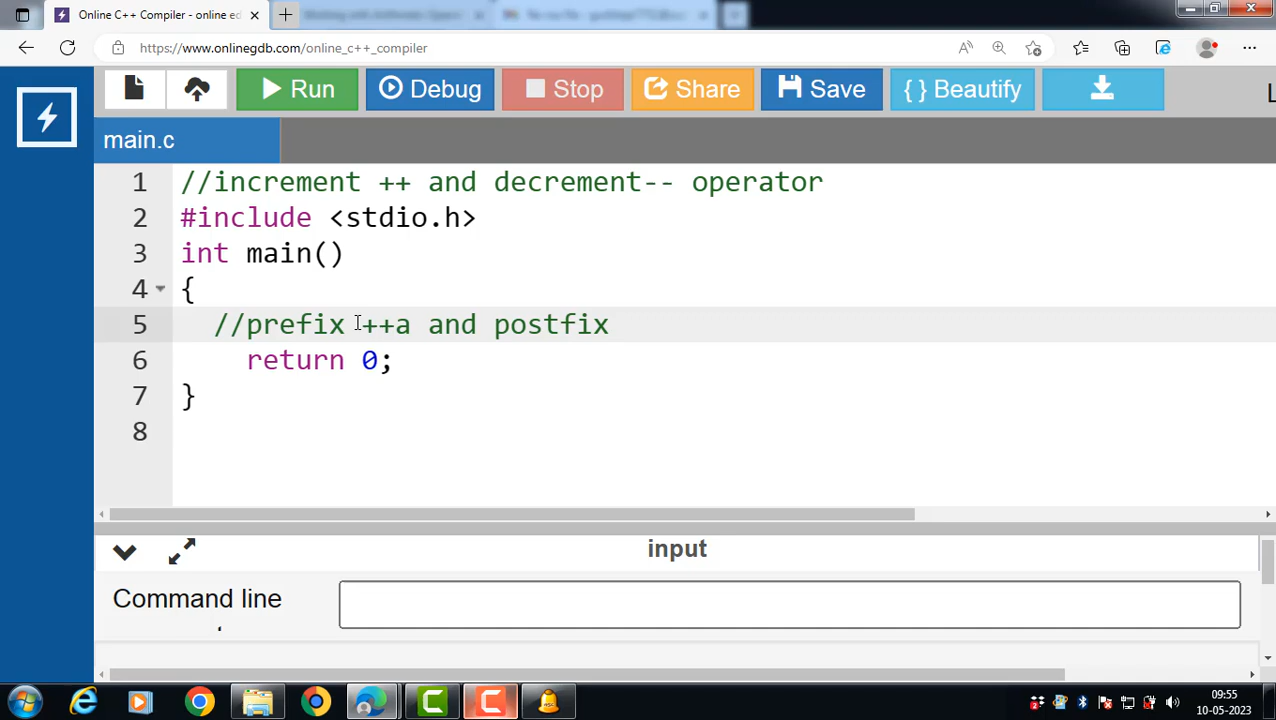 Online C++ Compiler - online ed
https://www.onlinegdb.com/online_c++_compiler
Run
Debug
Stop
Share
Save
{ } Beautify
main.c
1 //increment ++ and decrement-- operator
2 #include <stdio.h>
3 int main()
4 {
5 //prefix ++a and postfix
6 return 0;
7 }
8
input
Command line
09:55
10-05-2023